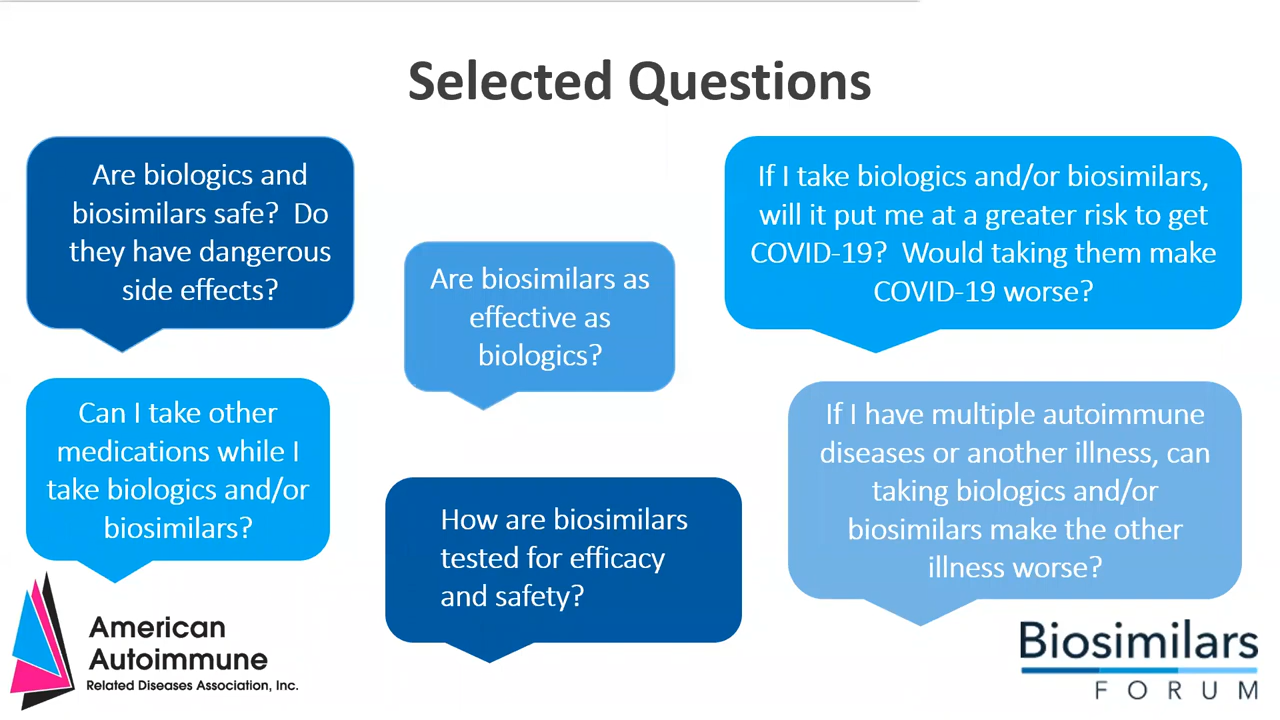 Selected Questions
Are biologics and
biosimilars safe?  Do
they have dangerous
side effects?
Are biosimilars as
effective as
biologics?
If I take biologics and/or biosimilars,
will it put me at a greater risk to get
COVID-19?  Would taking them make
COVID-19 worse?
Can I take other
medications while I
take biologics and/or
biosimilars?
How are biosimilars
tested for efficacy
and safety?
If I have multiple autoimmune
diseases or another illness, can
taking biologics and/or
biosimilars make the other
illness worse?
American
Autoimmune
Related Diseases Association, Inc.
Biosimilars
FORUM